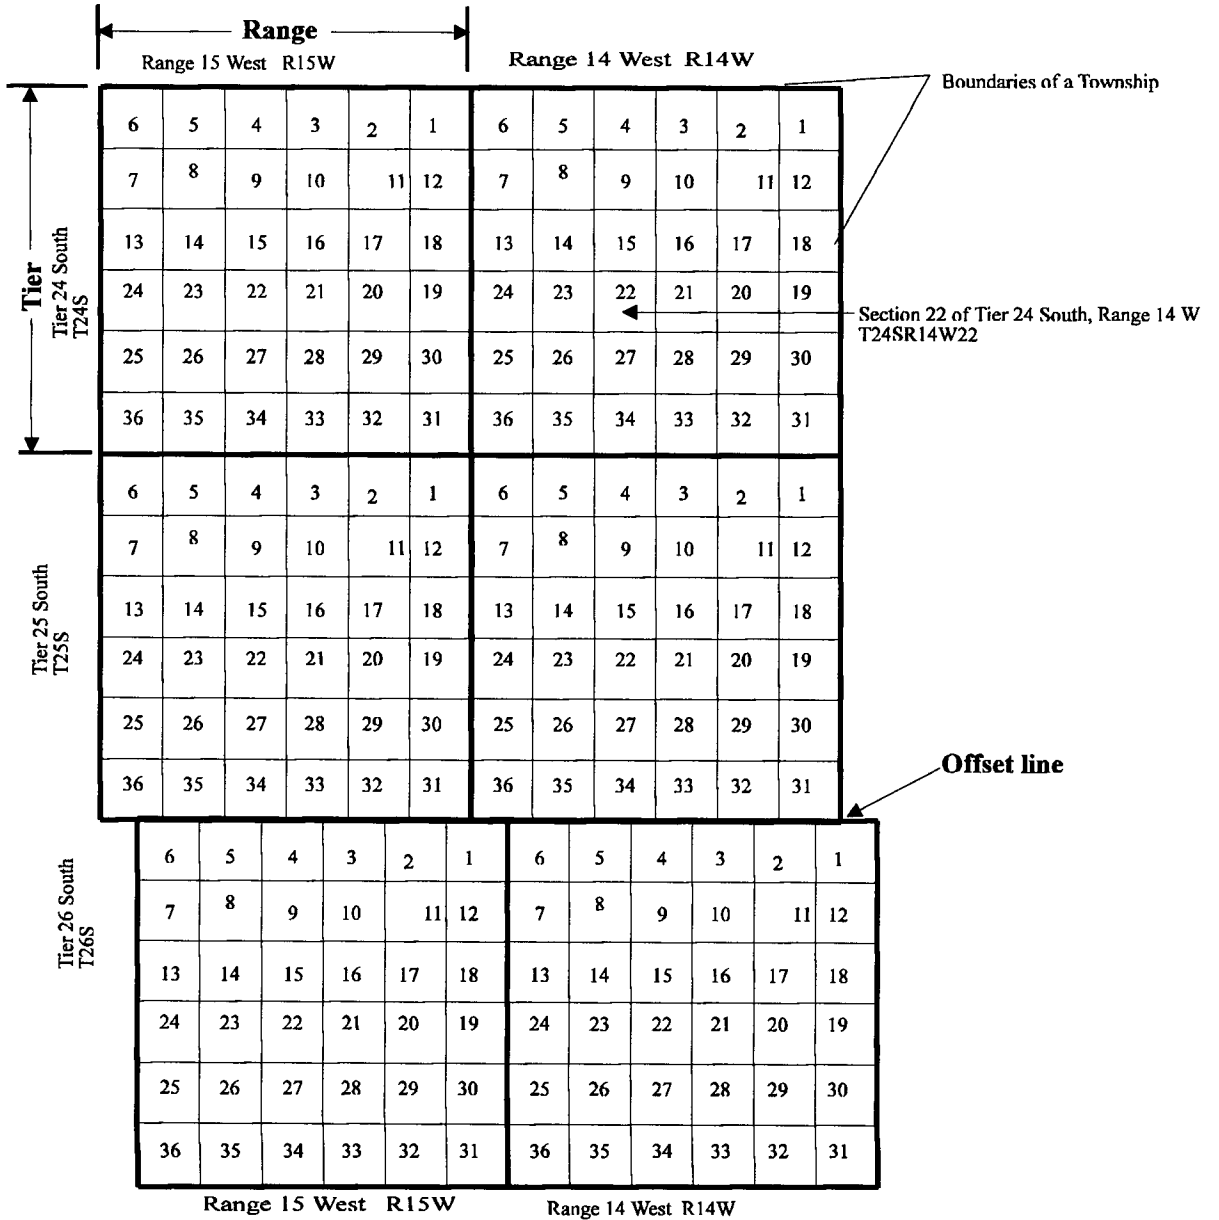 Range
Range 15 West R15W
Range 14 West R14W
Boundaries of a Township
6 5 4 3 2 1 6 5 4 3 2 1
7 8 9 10 11 12 7 8 9 10 11 12
13 14 15 16 17 18 13 14 15 16 17 18
Tier
Tier 24 South
T24S
24 23 22 21 20 19 24 23 22 21 20 19
Section 22 of Tier 24 South, Range 14 W
T24SR14W22
25 26 27 28 29 30 25 26 27 28 29 30
36 35 34 33 32 31 36 35 34 33 32 31
6 5 4 3 2 1 6 5 4 3 2 1
7 8 9 10 11 12 7 8 9 10 11 12
13 14 15 16 17 18 13 14 15 16 17 18
Tier 25 South
T25S
24 23 22 21 20 19 24 23 22 21 20 19
25 26 27 28 29 30 25 26 27 28 29 30
36 35 34 33 32 31 36 35 34 33 32 31
Offset line
6 5 4 3 2 1 6 5 4 3 2 1
7 8 9 10 11 12 7 8 9 10 11 12
Tier 26 South
T26S
13 14 15 16 17 18 13 14 15 16 17 18
24 23 22 21 20 19 24 23 22 21 20 19
25 26 27 28 29 30 25 26 27 28 29 30
36 35 34 33 32 31 36 35 34 33 32 31
Range 15 West R15W
Range 14 West R14W